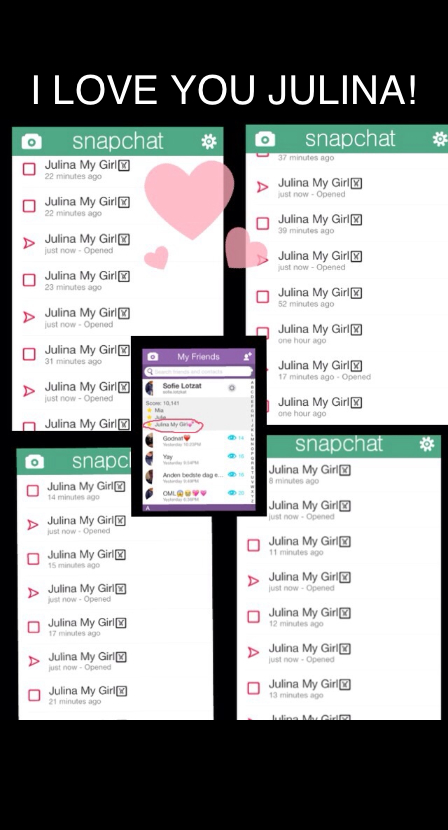 I LOVE YOU JULINA!
snapchat
Julina My Girl
22 minutes ago
Julina My Girl
22 minutes ago
Julina My Girl
just now - Opened
Julina My Girl
23 minutes ago
Julina My Girl
just now - Opened
Julina My Girl
31 minutes ago
Julina My Girl
just now - Opened
Julina My Girl
snapchat
37 minutes ago
Julina My Girl
just now - Opened
Julina My Girl
39 minutes ago
Julina My Girl
just now - Opened
Julina My Girl
52 minutes ago
Julina My Girl
one hour ago
Julina My Girl
17 minutes ago - Opened
Julina My Girl
one hour ago
My Friends
Search friends and contacts
Sofie Lotzat
sofie.lotzat
Score: 10,141
Mia
Julie
Julina My Girl
Godnat
14
Yay
Anden bedste dag e...
OML
A
snapc
Julina My Girl
14 minutes ago
Julina My Girl
just now - Opened
Julina My Girl
15 minutes ago
Julina My Girl
just now - Opened
Julina My Girl
17 minutes ago
Julina My Girl
just now - Opened
Julina My Girl
21 minutes ago
snapchat
Julina My Girl
8 minutes ago
Julina My Girl
just now - Opened
Julina My Girl
11 minutes ago
Julina My Girl
just now - Opened
Julina My Girl
12 minutes ago
Julina My Girl
just now - Opened
Julina My Girl
13 minutes ago
Julina My Girl